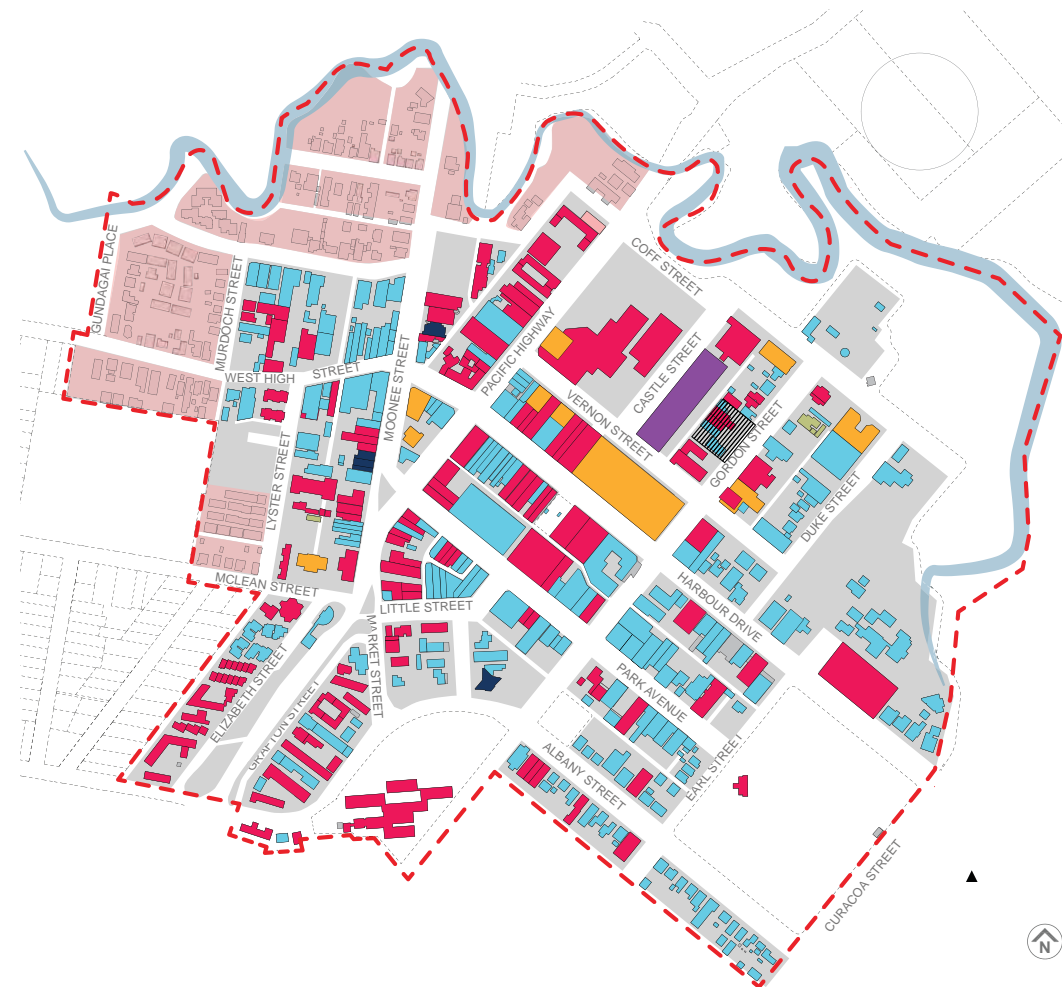 COFF STREET
GUNDAGAI PLACE
MURDOCH STREET
PACIFIC HIGHWAY
CASTLE STREET
WEST HIGH STREET
MOONEE STREET
VERNON STREET
GORDON STREET
LYSTER STREET
DUKE STREET
MCLEAN STREET
HARBOUR DRIVE
LITTLE STREET
MARKET STREET
ELIZABETH STREET
PARK AVENUE
GRAFTON STREET
ALBANY STREET
EARL STREET
CURACOA STREET
N